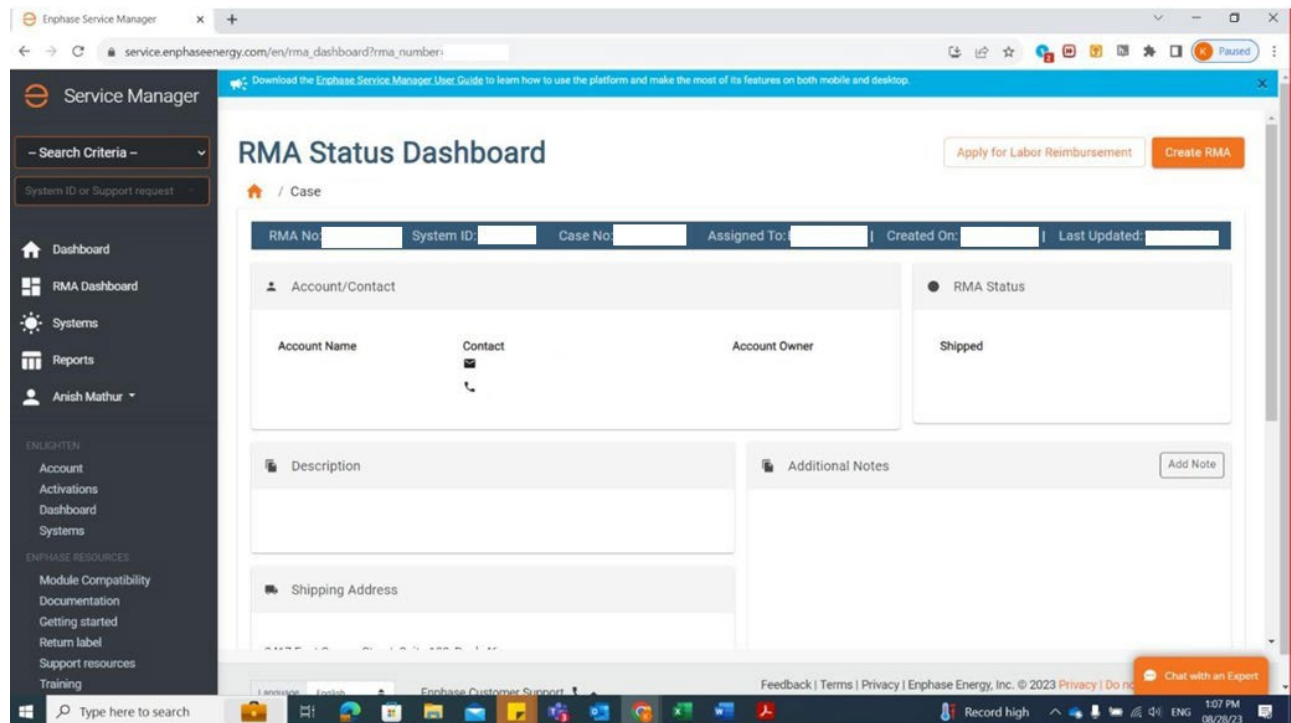 Enphase Service Manager
service.enphaseenergy.com/en/rma_dashboard?rma_number=
Paused
Service Manager
Download the Enphase Service Manager User Guide to learn how to use the platform and make the most of its features on both mobile and desktop.
– Search Criteria –
System ID or Support request
Dashboard
RMA Dashboard
Systems
Reports
Anish Mathur
ENLIGHTEN
Account
Activations
Dashboard
Systems
ENPHASE RESOURCES
Module Compatibility
Documentation
Getting started
Return label
Support resources
Training
RMA Status Dashboard
Apply for Labor Reimbursement
Create RMA
/ Case
RMA No: System ID: Case No: Assigned To: | Created On: | Last Updated:
Account/Contact
Account Name Contact Account Owner
RMA Status
Shipped
Description
Additional Notes
Add Note
Shipping Address
Language English Enphase Customer Support
Feedback | Terms | Privacy | Enphase Energy, Inc. © 2023 Privacy | Do
Chat with an Expert
Type here to search
Record high
ENG
1:07 PM
08/28/23